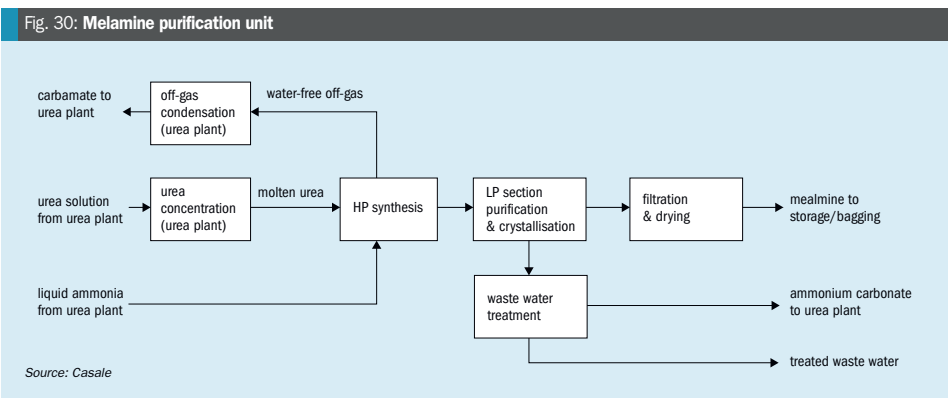 Fig. 30: Melamine purification unit
carbamate to
urea plant
off-gas
condensation
(urea plant)
water-free off-gas
urea solution
from urea plant
urea
concentration
(urea plant)
molten urea
HP synthesis
LP section
purification
& crystallisation
filtration
& drying
mealmine to
storage/bagging
liquid ammonia
from urea plant
waste water
treatment
ammonium carbonate
to urea plant
treated waste water
Source: Casale